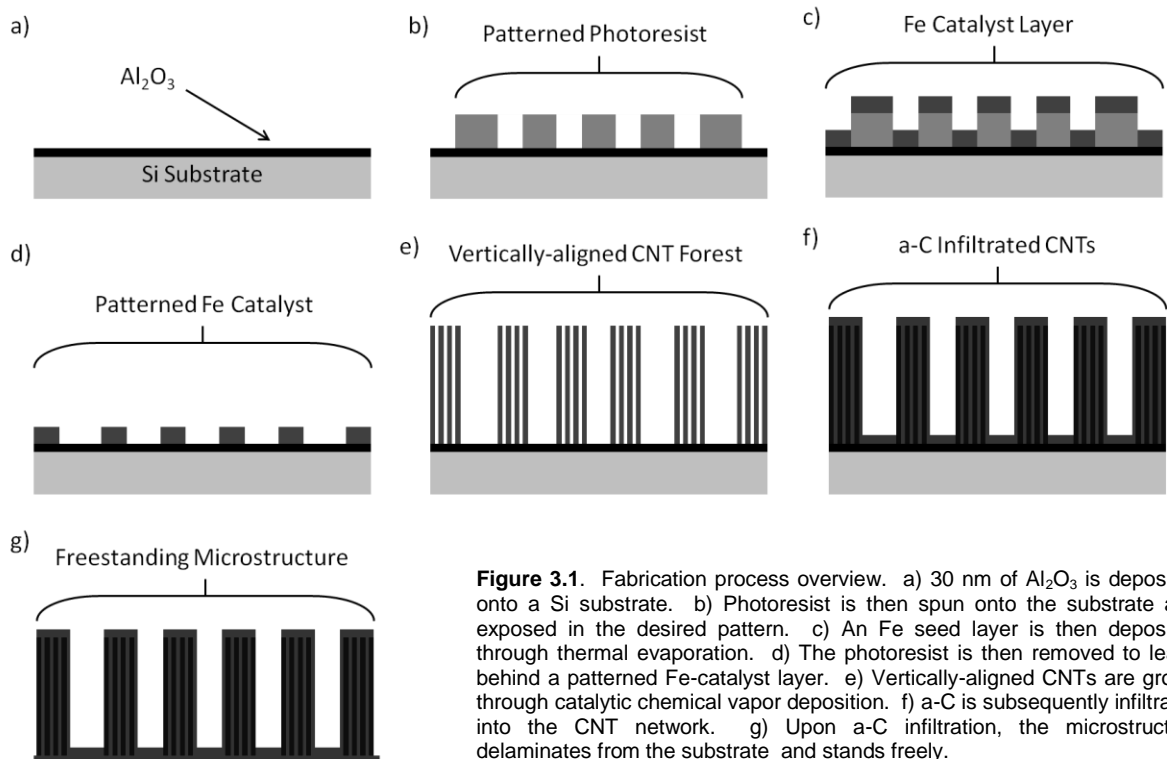 a)
Al₂O₃
Si Substrate
b)
Patterned Photoresist
c)
Fe Catalyst Layer
d)
Patterned Fe Catalyst
e)
Vertically-aligned CNT Forest
f)
a-C Infiltrated CNTs
g)
Freestanding Microstructure
Figure 3.1. Fabrication process overview. a) 30 nm of Al₂O₃ is depos
onto a Si substrate. b) Photoresist is then spun onto the substrate a
exposed in the desired pattern. c) An Fe seed layer is then depos
through thermal evaporation. d) The photoresist is then removed to lea
behind a patterned Fe-catalyst layer. e) Vertically-aligned CNTs are gro
through catalytic chemical vapor deposition. f) a-C is subsequently infiltra
into the CNT network. g) Upon a-C infiltration, the microstruct
delaminates from the substrate and stands freely.